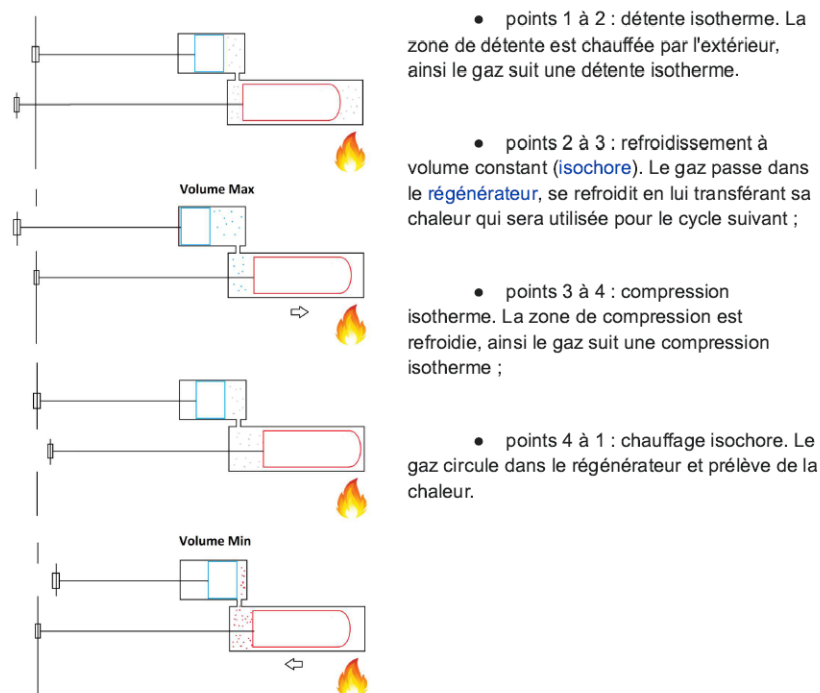 ● points 1 à 2 : détente isotherme. La
zone de détente est chauffée par l'extérieur,
ainsi le gaz suit une détente isotherme.
● points 2 à 3 : refroidissement à
volume constant (isochore). Le gaz passe dans
le régénérateur, se refroidit en lui transférant sa
chaleur qui sera utilisée pour le cycle suivant ;
Volume Max
● points 3 à 4 : compression
isotherme. La zone de compression est
refroidie, ainsi le gaz suit une compression
isotherme ;
● points 4 à 1 : chauffage isochore. Le
gaz circule dans le régénérateur et prélève de la
chaleur.
Volume Min